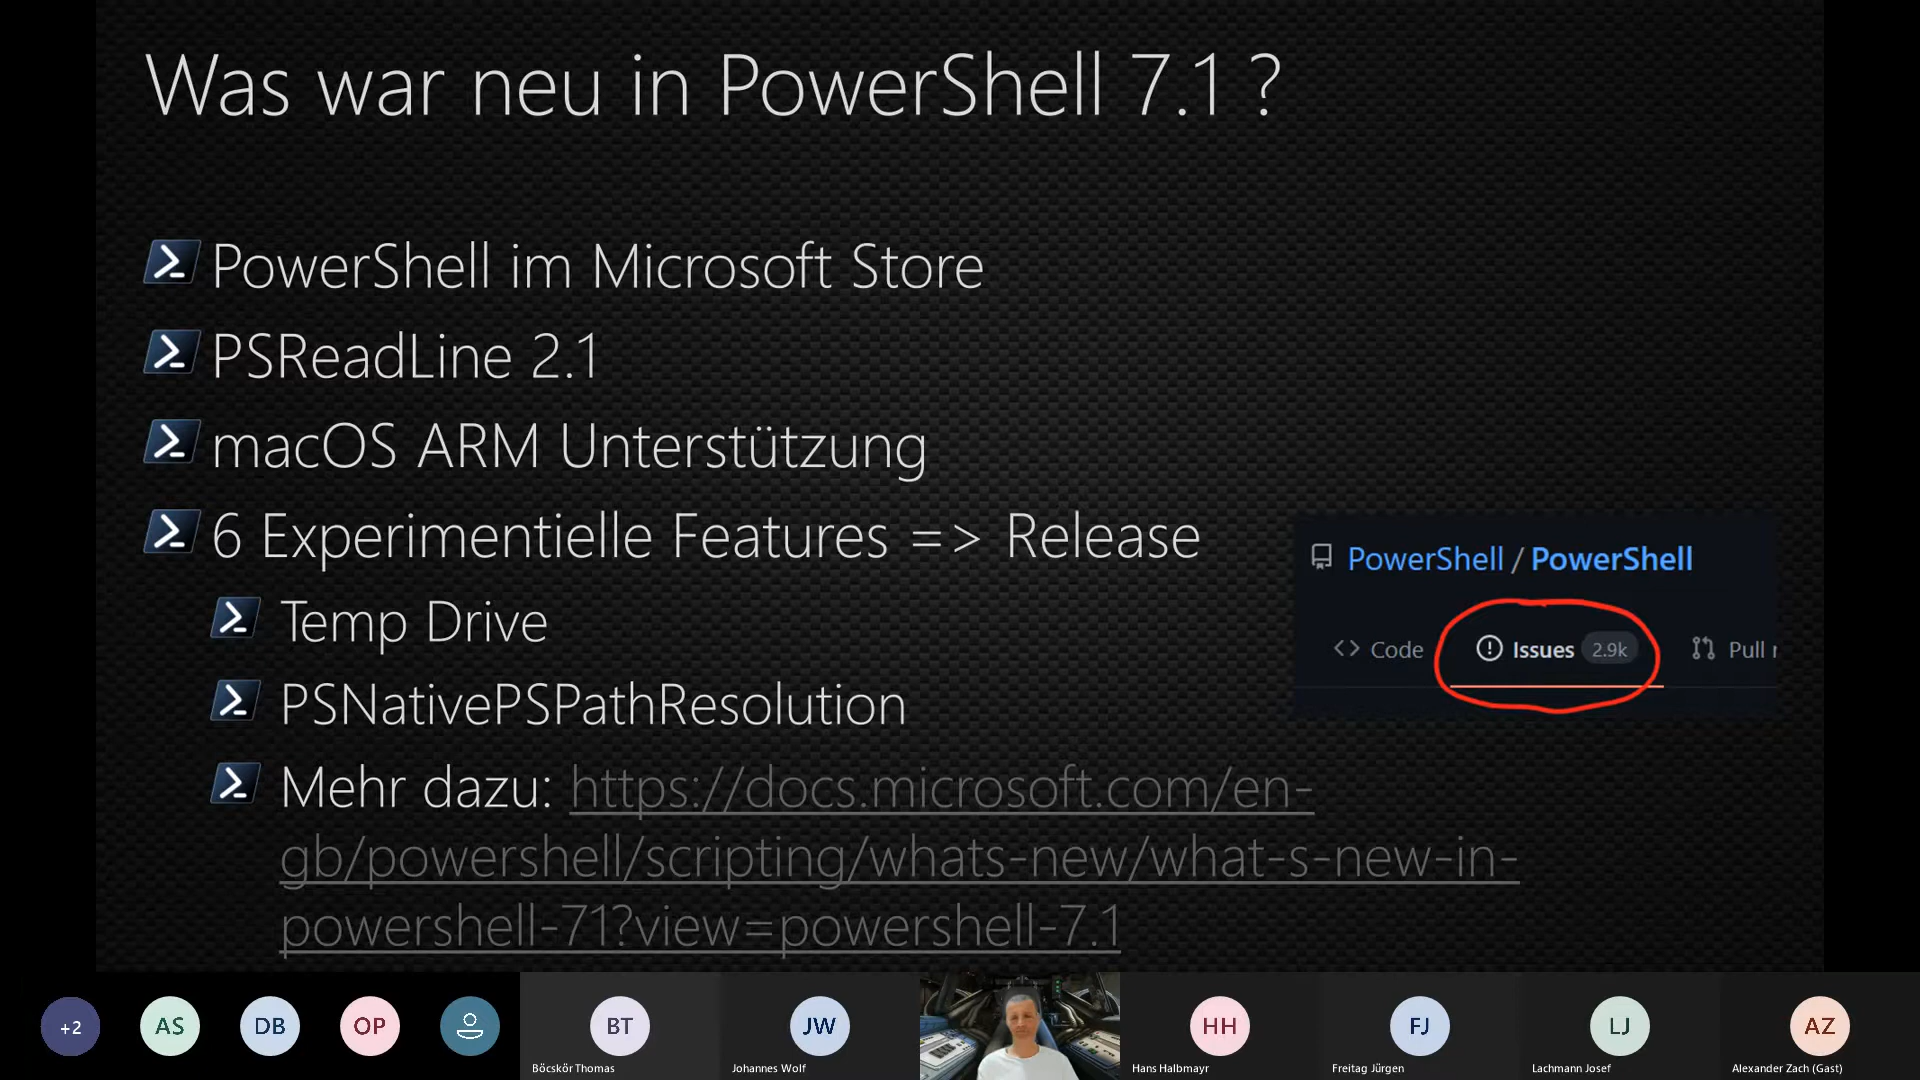 Was war neu in PowerShell 7.1 ?
PowerShell im Microsoft Store
PSReadLine 2.1
macOS ARM Unterstützung
6 Experimentielle Features => Release
Temp Drive
PSNativePSPathResolution
Mehr dazu: https://docs.microsoft.com/en-
gb/powershell/scripting/whats-new/what-s-new-in-
powershell-71?view=powershell-7.1
PowerShell / PowerShell
<> Code Issues 2.9k Pull r
+2 AS DB OP BT JW HH FJ LJ AZ
Böcskör Thomas Johannes Wolf Hans Halbmayr Freitag Jürgen Lachmann Josef Alexander Zach (Gast)